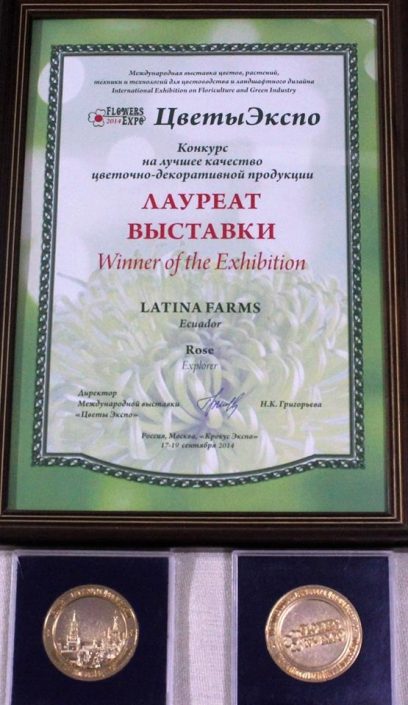 Международная выставка цветов, растений,
техники и технологий для цветоводства и ландшафтного дизайна
International Exhibition on Floriculture and Green Industry
FLOWERS
2014 EXPO
ЦветыЭкспо
Конкурс
на лучшее качество
цветочно-декоративной продукции
ЛАУРЕАТ
ВЫСТАВКИ
Winner of the Exhibition
LATINA FARMS
Ecuador
Rose
Explorer
Директор
Международной выставки
«Цветы Экспо»
Н.К. Григорьева
Россия, Москва, «Крокус Экспо»
17-19 сентября 2014
FLOWERS